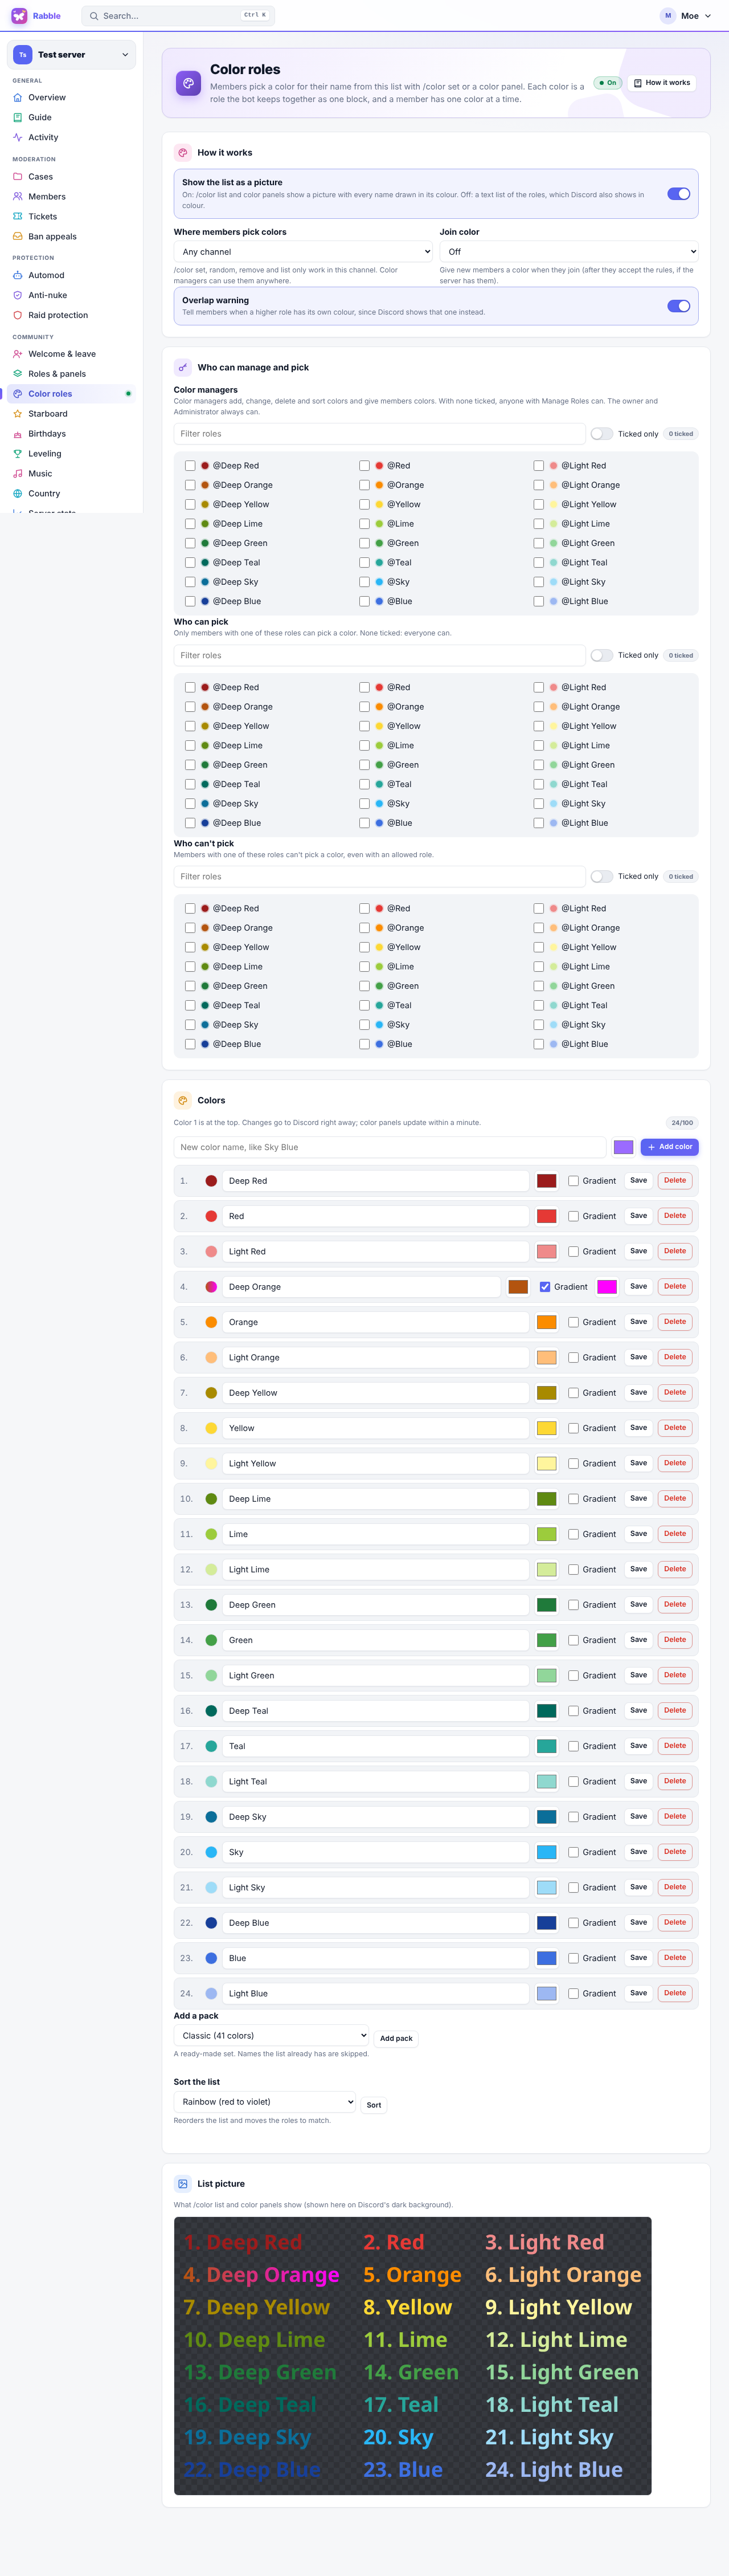 Rabble
Search...
Ctrl K
M
Moe
Ts
Test server
GENERAL
Overview
Guide
Activity
MODERATION
Cases
Members
Tickets
Ban appeals
PROTECTION
Automod
Anti-nuke
Raid protection
COMMUNITY
Welcome & leave
Roles & panels
Color roles
Starboard
Birthdays
Leveling
Music
Country
Server stats
Color roles
Members pick a color for their name from this list with /color set or a color panel. Each color is a
role the bot keeps together as one block, and a member has one color at a time.
On
How it works
How it works
Show the list as a picture
On: /color list and color panels show a picture with every name drawn in its colour. Off: a text list of the roles, which Discord also shows in
colour.
Where members pick colors
Any channel
/color set, random, remove and list only work in this channel. Color
managers can use them anywhere.
Join color
Off
Give new members a color when they join (after they accept the rules, if the
server has them).
Overlap warning
Tell members when a higher role has its own colour, since Discord shows that one instead.
Who can manage and pick
Color managers
Color managers add, change, delete and sort colors and give members colors. With none ticked, anyone with Manage Roles can. The owner and
Administrator always can.
Filter roles
Ticked only
0 ticked
@Deep Red @Red @Light Red
@Deep Orange @Orange @Light Orange
@Deep Yellow @Yellow @Light Yellow
@Deep Lime @Lime @Light Lime
@Deep Green @Green @Light Green
@Deep Teal @Teal @Light Teal
@Deep Sky @Sky @Light Sky
@Deep Blue @Blue @Light Blue
Who can pick
Only members with one of these roles can pick a color. None ticked: everyone can.
Filter roles
Ticked only
0 ticked
@Deep Red @Red @Light Red
@Deep Orange @Orange @Light Orange
@Deep Yellow @Yellow @Light Yellow
@Deep Lime @Lime @Light Lime
@Deep Green @Green @Light Green
@Deep Teal @Teal @Light Teal
@Deep Sky @Sky @Light Sky
@Deep Blue @Blue @Light Blue
Who can't pick
Members with one of these roles can't pick a color, even with an allowed role.
Filter roles
Ticked only
0 ticked
@Deep Red @Red @Light Red
@Deep Orange @Orange @Light Orange
@Deep Yellow @Yellow @Light Yellow
@Deep Lime @Lime @Light Lime
@Deep Green @Green @Light Green
@Deep Teal @Teal @Light Teal
@Deep Sky @Sky @Light Sky
@Deep Blue @Blue @Light Blue
Colors
Color 1 is at the top. Changes go to Discord right away; color panels update within a minute.
24/100
New color name, like Sky Blue
+ Add color
1. Deep Red Gradient Save Delete
2. Red Gradient Save Delete
3. Light Red Gradient Save Delete
4. Deep Orange Gradient Save Delete
5. Orange Gradient Save Delete
6. Light Orange Gradient Save Delete
7. Deep Yellow Gradient Save Delete
8. Yellow Gradient Save Delete
9. Light Yellow Gradient Save Delete
10. Deep Lime Gradient Save Delete
11. Lime Gradient Save Delete
12. Light Lime Gradient Save Delete
13. Deep Green Gradient Save Delete
14. Green Gradient Save Delete
15. Light Green Gradient Save Delete
16. Deep Teal Gradient Save Delete
17. Teal Gradient Save Delete
18. Light Teal Gradient Save Delete
19. Deep Sky Gradient Save Delete
20. Sky Gradient Save Delete
21. Light Sky Gradient Save Delete
22. Deep Blue Gradient Save Delete
23. Blue Gradient Save Delete
24. Light Blue Gradient Save Delete
Add a pack
Classic (41 colors)
Add pack
A ready-made set. Names the list already has are skipped.
Sort the list
Rainbow (red to violet)
Sort
Reorders the list and moves the roles to match.
List picture
What /color list and color panels show (shown here on Discord's dark background).
1. Deep Red 2. Red 3. Light Red
4. Deep Orange 5. Orange 6. Light Orange
7. Deep Yellow 8. Yellow 9. Light Yellow
10. Deep Lime 11. Lime 12. Light Lime
13. Deep Green 14. Green 15. Light Green
16. Deep Teal 17. Teal 18. Light Teal
19. Deep Sky 20. Sky 21. Light Sky
22. Deep Blue 23. Blue 24. Light Blue